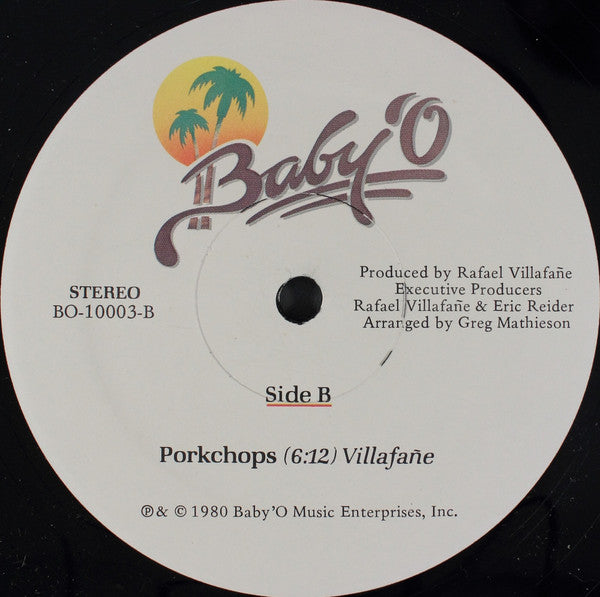 Baby'O
STEREO
BO-10003-B
Produced by Rafael Villafañe
Executive Producers
Rafael Villafañe & Eric Reider
Arranged by Greg Mathieson
Side B
Porkchops (6:12) Villafañe
℗& © 1980 Baby'O Music Enterprises, Inc.